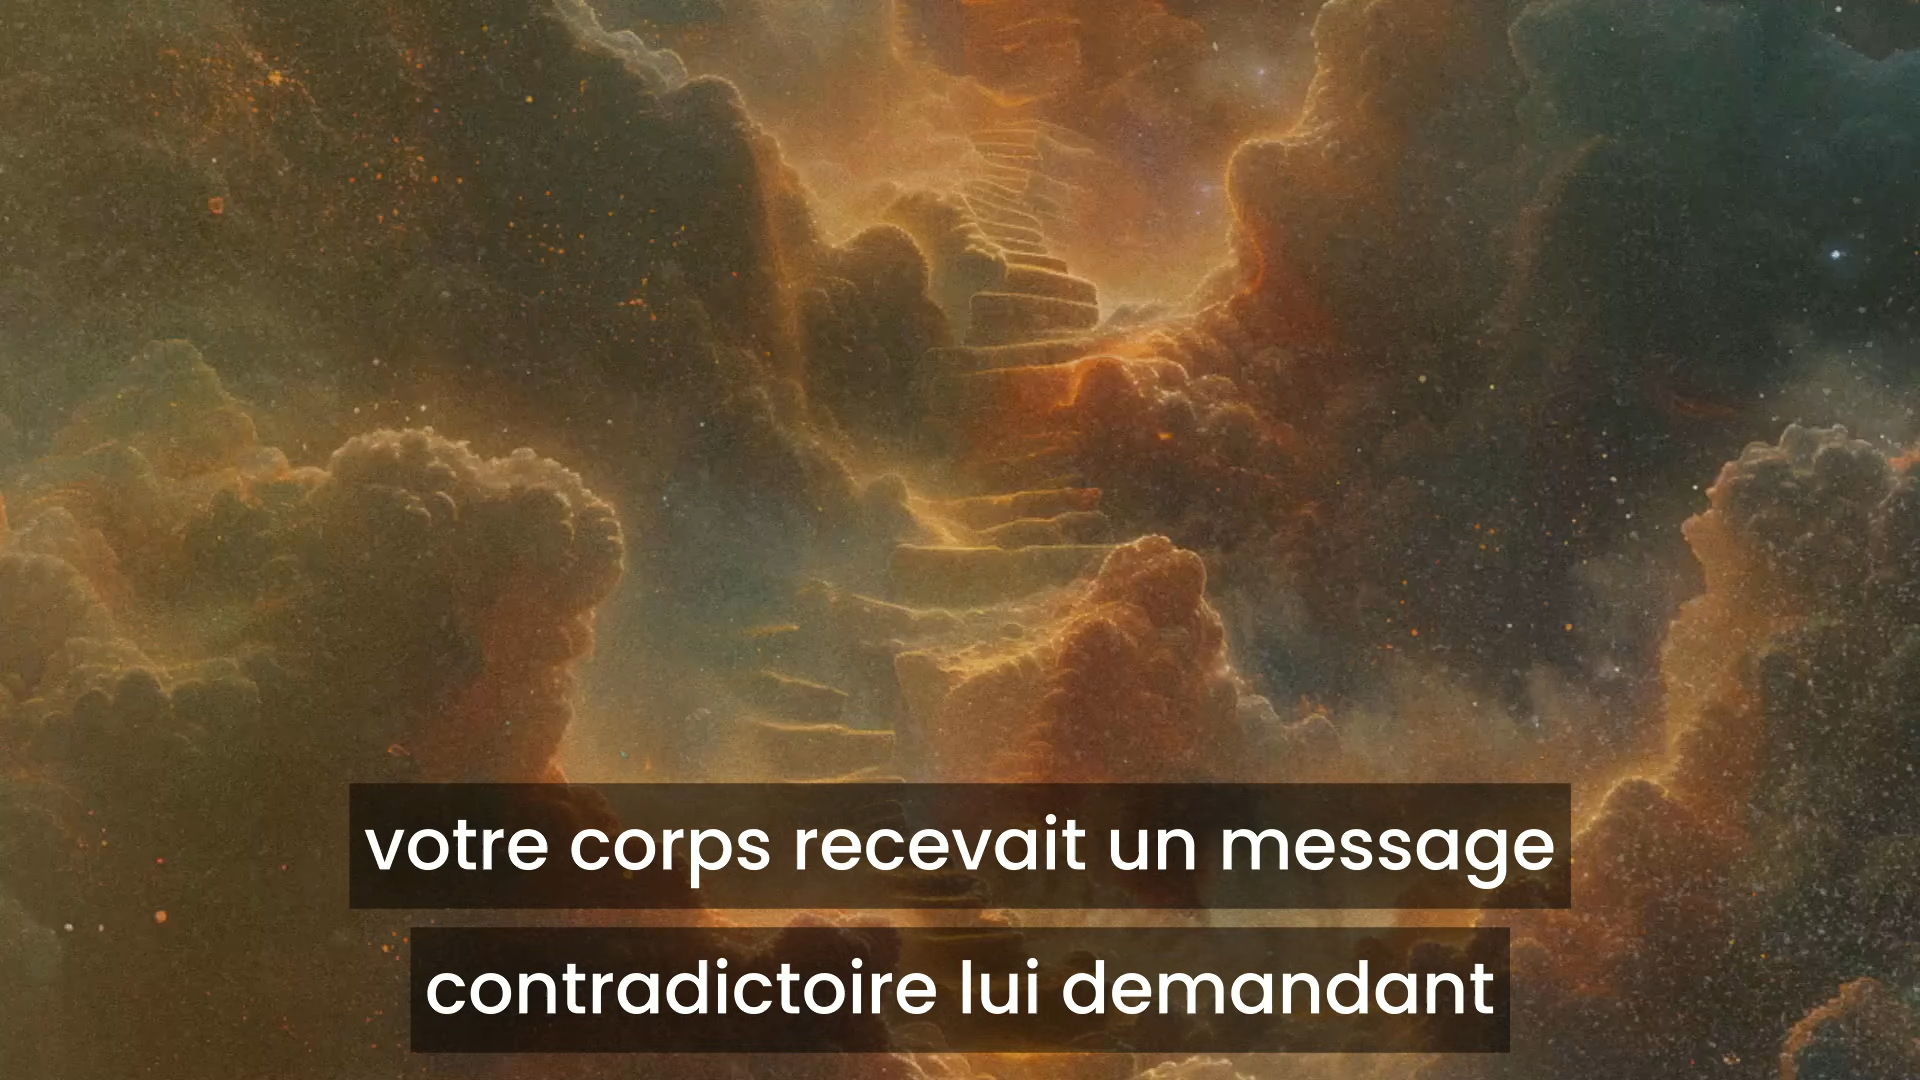 votre corps recevait un message
contradictoire lui demandant